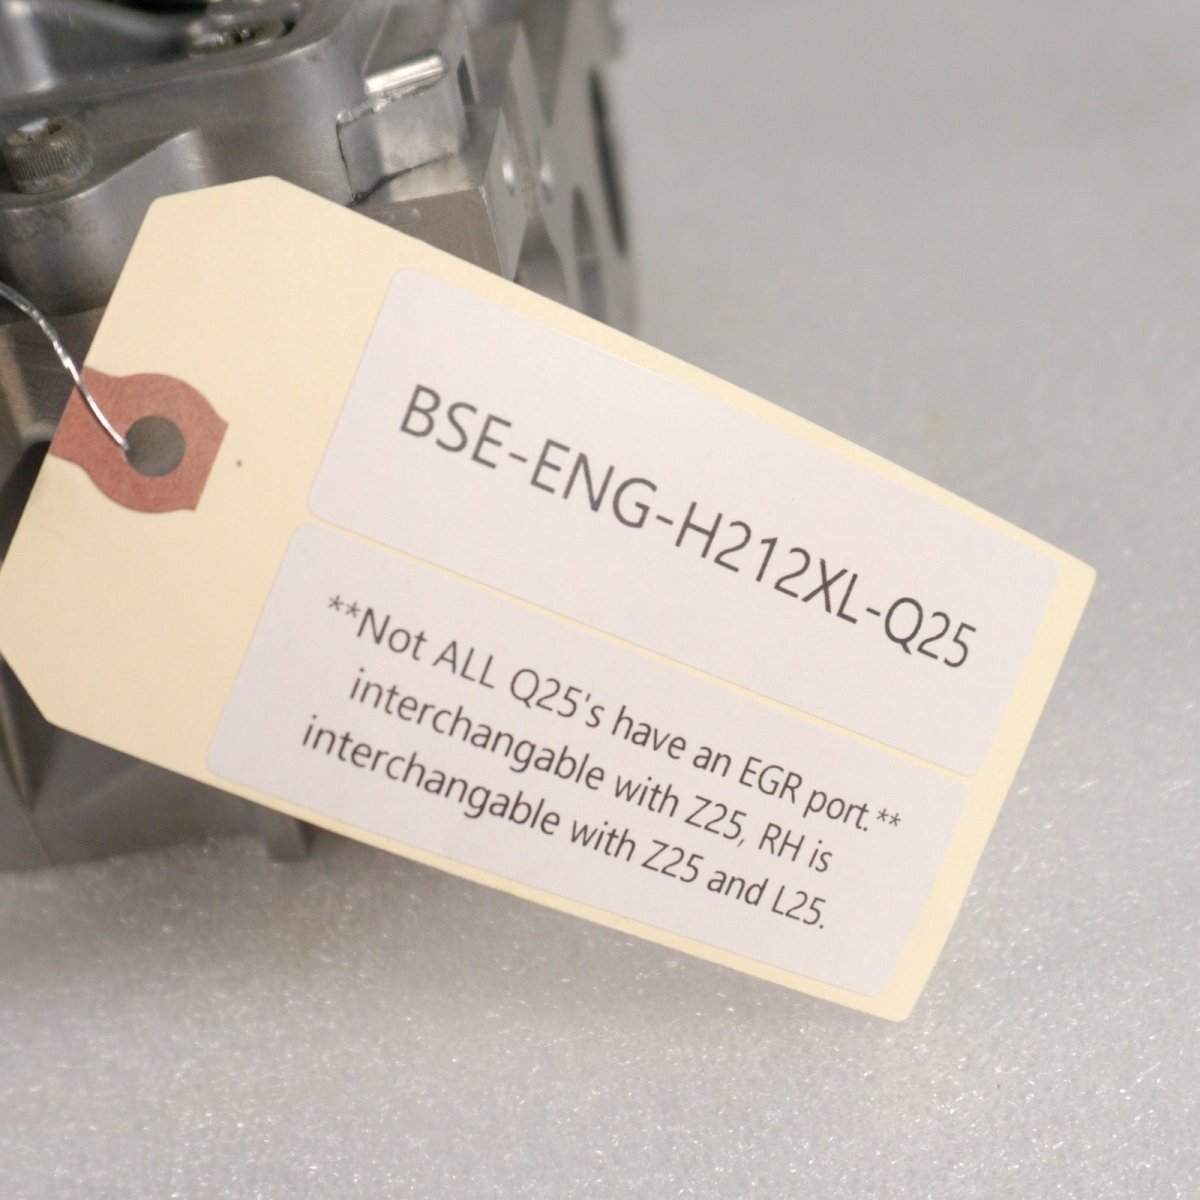 BSE-ENG-H212XL-Q25
**Not ALL Q25's have an EGR port.**
interchangable with Z25, RH is
interchangable with Z25 and L25.